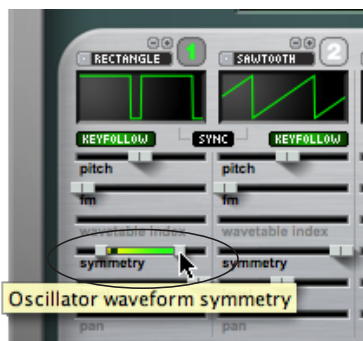 RECTANGLE 1 SAWTOOTH 2
KEYFOLLOW SYNC KEYFOLLOW
pitch pitch
fm fm
wavetable index wavetable index
symmetry symmetry
Oscillator waveform symmetry
pan pan